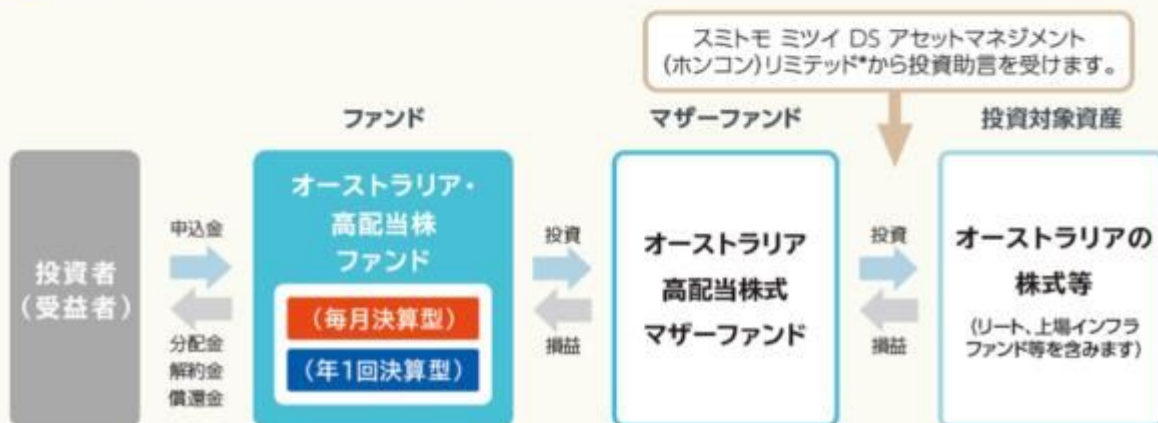 スミトモ ミツイ DS アセットマネジメント
(ホンコン)リミテッド*から投資助言を受けます。
ファンド
マザーファンド
投資対象資産
投資者
(受益者)
申込金
分配金
解約金
償還金
オーストラリア・
高配当株
ファンド
(毎月決算型)
(年1回決算型)
投資
損益
オーストラリア
高配当株式
マザーファンド
投資
損益
オーストラリアの
株式等
(リート、上場インフラ
ファンド等を含みます)